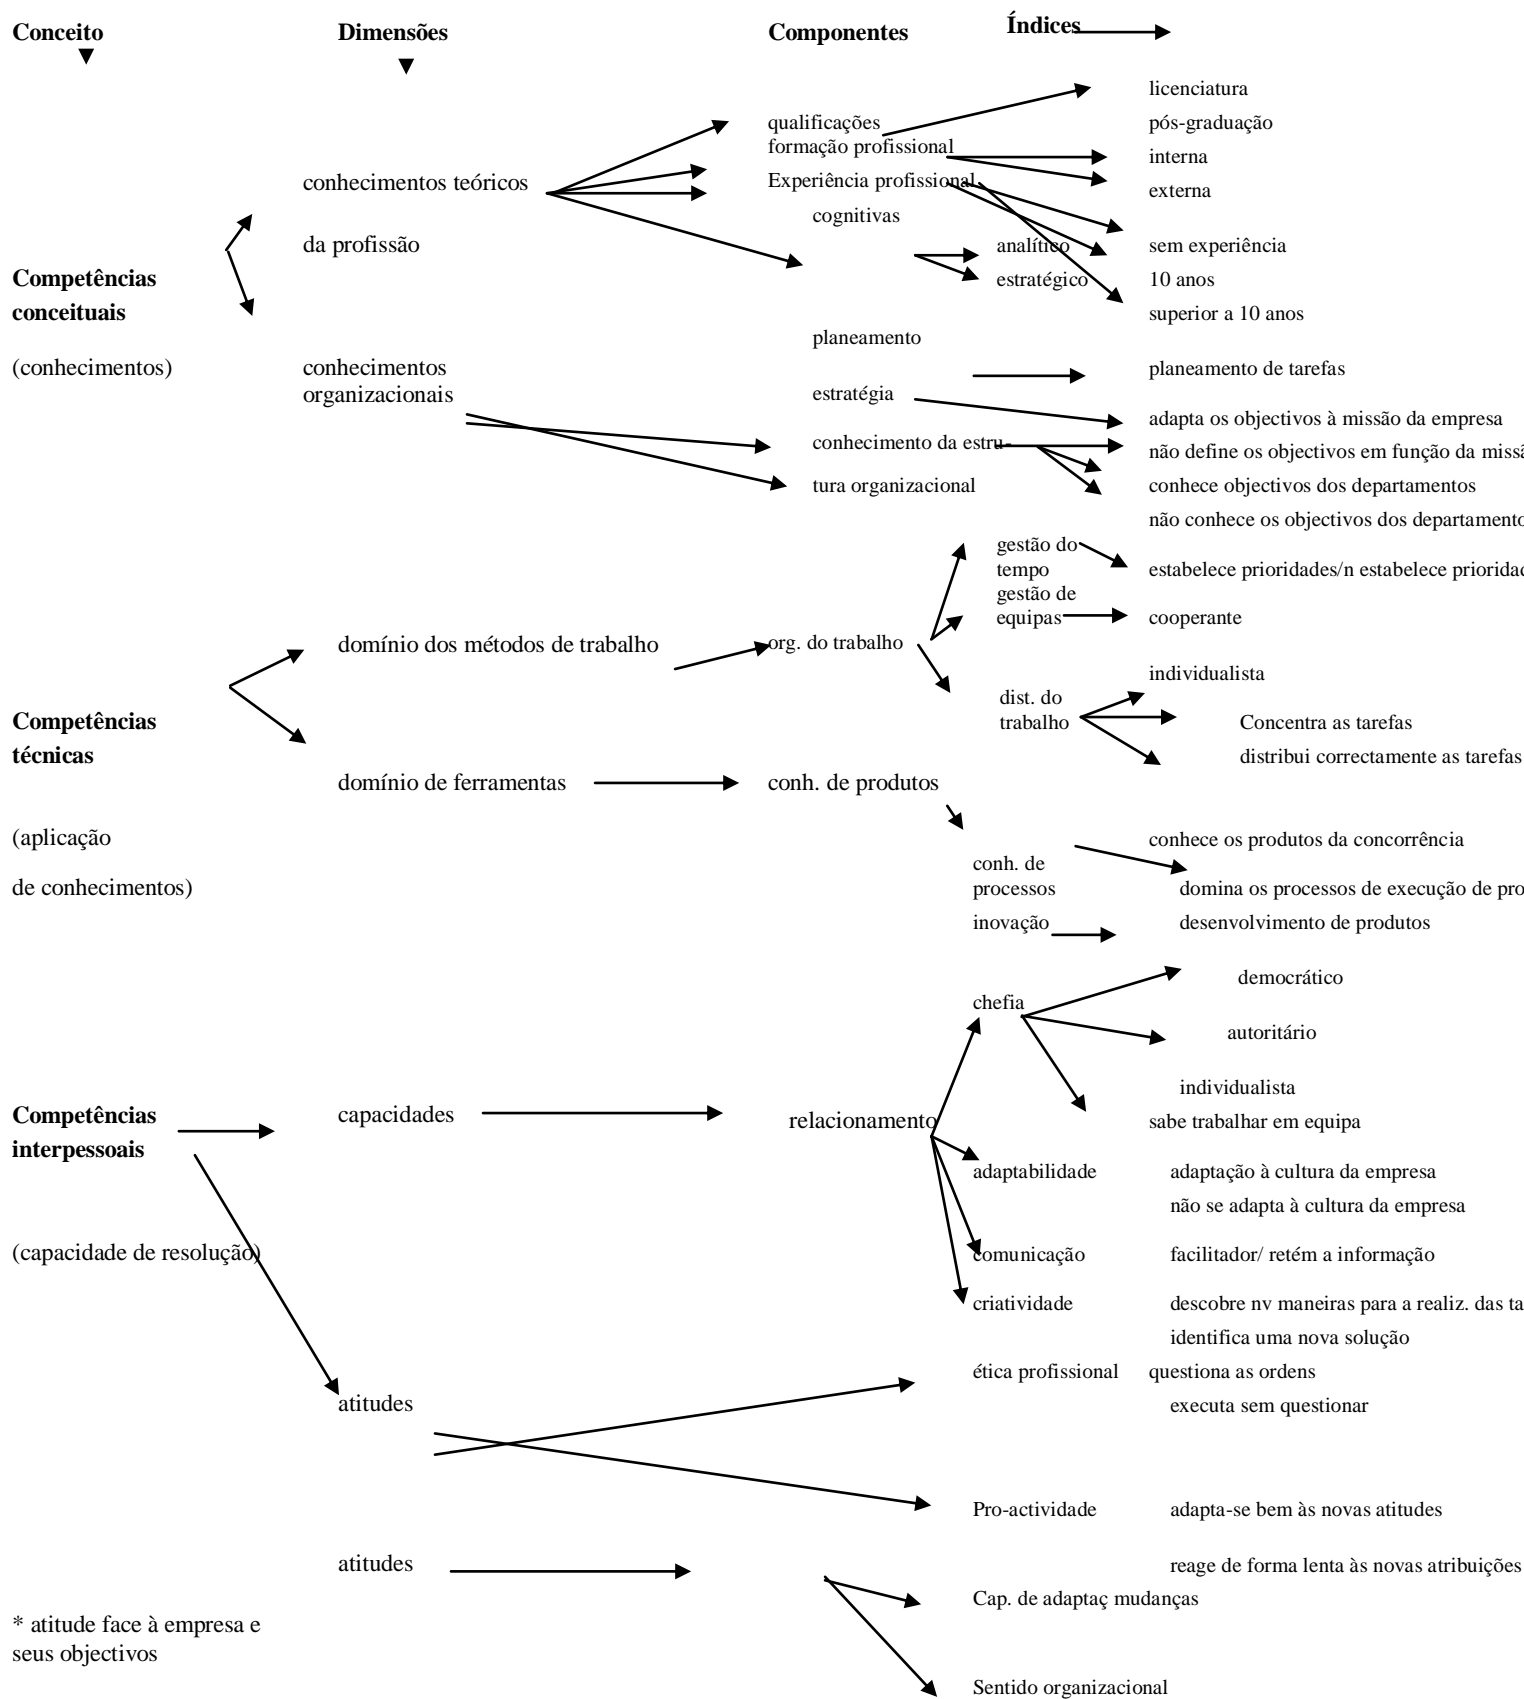 Conceito
Dimensões
Componentes
Índices
licenciatura
qualificações
pós-graduação
formação profissional
interna
conhecimentos teóricos
Experiência profissional
externa
cognitivas
da profissão
analítico
sem experiência
Competências
estratégico
10 anos
conceituais
superior a 10 anos
planeamento
(conhecimentos)
conhecimentos
planeamento de tarefas
organizacionais
estratégia
adapta os objectivos à missão da empresa
conhecimento da estru-
não define os objectivos em função da miss
tura organizacional
conhece objectivos dos departamentos
não conhece os objectivos dos departament
gestão do
tempo
estabelece prioridades/n estabelece priorida
gestão de
equipas
cooperante
domínio dos métodos de trabalho
org. do trabalho
individualista
dist. do
trabalho
Competências
Concentra as tarefas
técnicas
distribui correctamente as tarefas
domínio de ferramentas
conh. de produtos
(aplicação
conhece os produtos da concorrência
conh. de
processos
de conhecimentos)
domina os processos de execução de pro
inovação
desenvolvimento de produtos
democrático
chefia
autoritário
individualista
Competências
capacidades
relacionamento
sabe trabalhar em equipa
interpessoais
adaptabilidade
adaptação à cultura da empresa
não se adapta à cultura da empresa
(capacidade de resolução)
comunicação
facilitador/ retém a informação
criatividade
descobre nv maneiras para a realiz. das ta
identifica uma nova solução
ética profissional
questiona as ordens
atitudes
executa sem questionar
Pro-actividade
adapta-se bem às novas atitudes
atitudes
reage de forma lenta às novas atribuições
Cap. de adaptaç mudanças
* atitude face à empresa e
seus objectivos
Sentido organizacional